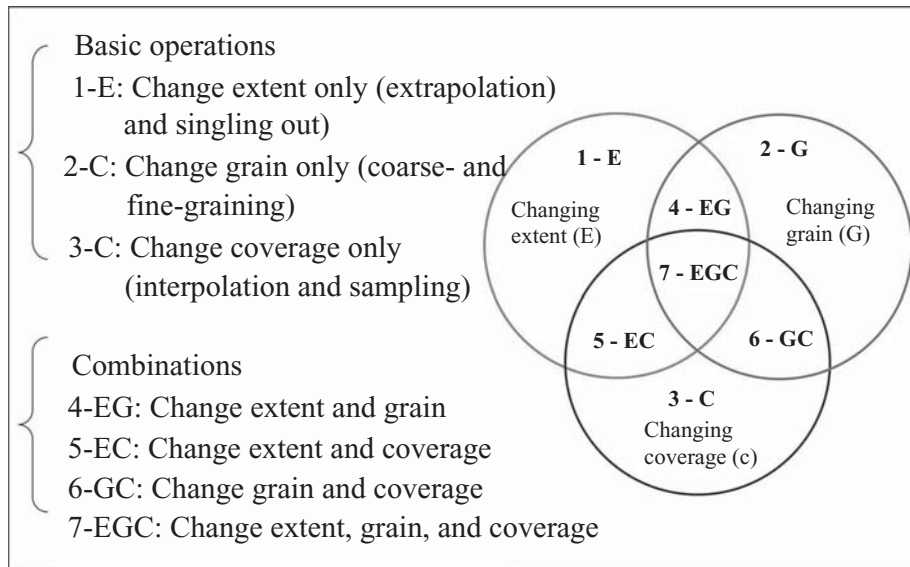 Basic operations
1-E: Change extent only (extrapolation)
and singling out)
2-C: Change grain only (coarse- and
fine-graining)
3-C: Change coverage only
(interpolation and sampling)
Combinations
4-EG: Change extent and grain
5-EC: Change extent and coverage
6-GC: Change grain and coverage
7-EGC: Change extent, grain, and coverage
1 - E
2 - G
4 - EG
Changing
extent (E)
Changing
grain (G)
7 - EGC
5 - EC
6 - GC
3 - C
Changing
coverage (c)